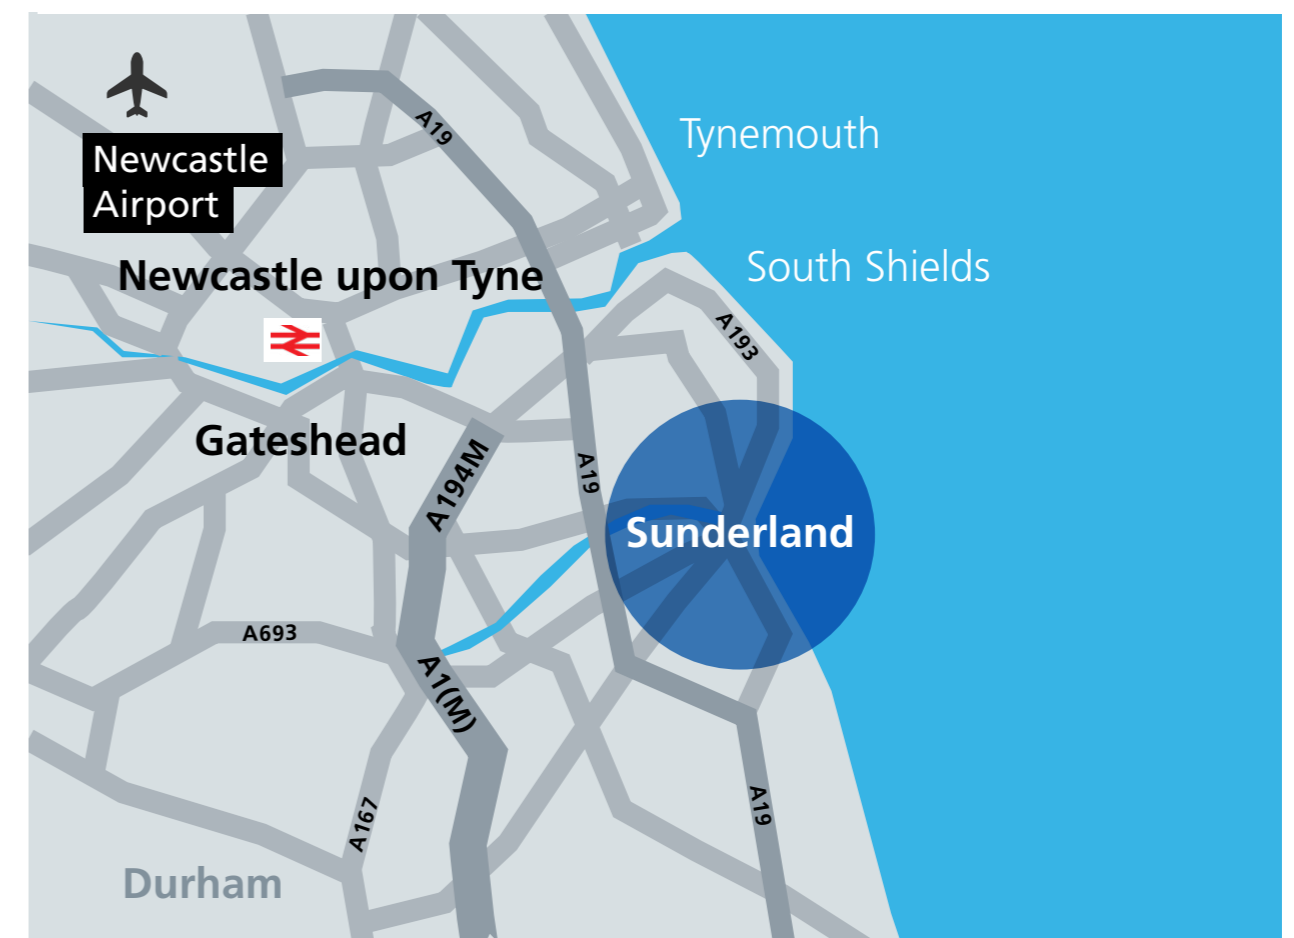 A19
Tynemouth
Newcastle
Airport
South Shields
Newcastle upon Tyne
A193
Gateshead
A194M
A19
Sunderland
A693
A1(M)
A167
A19
Durham